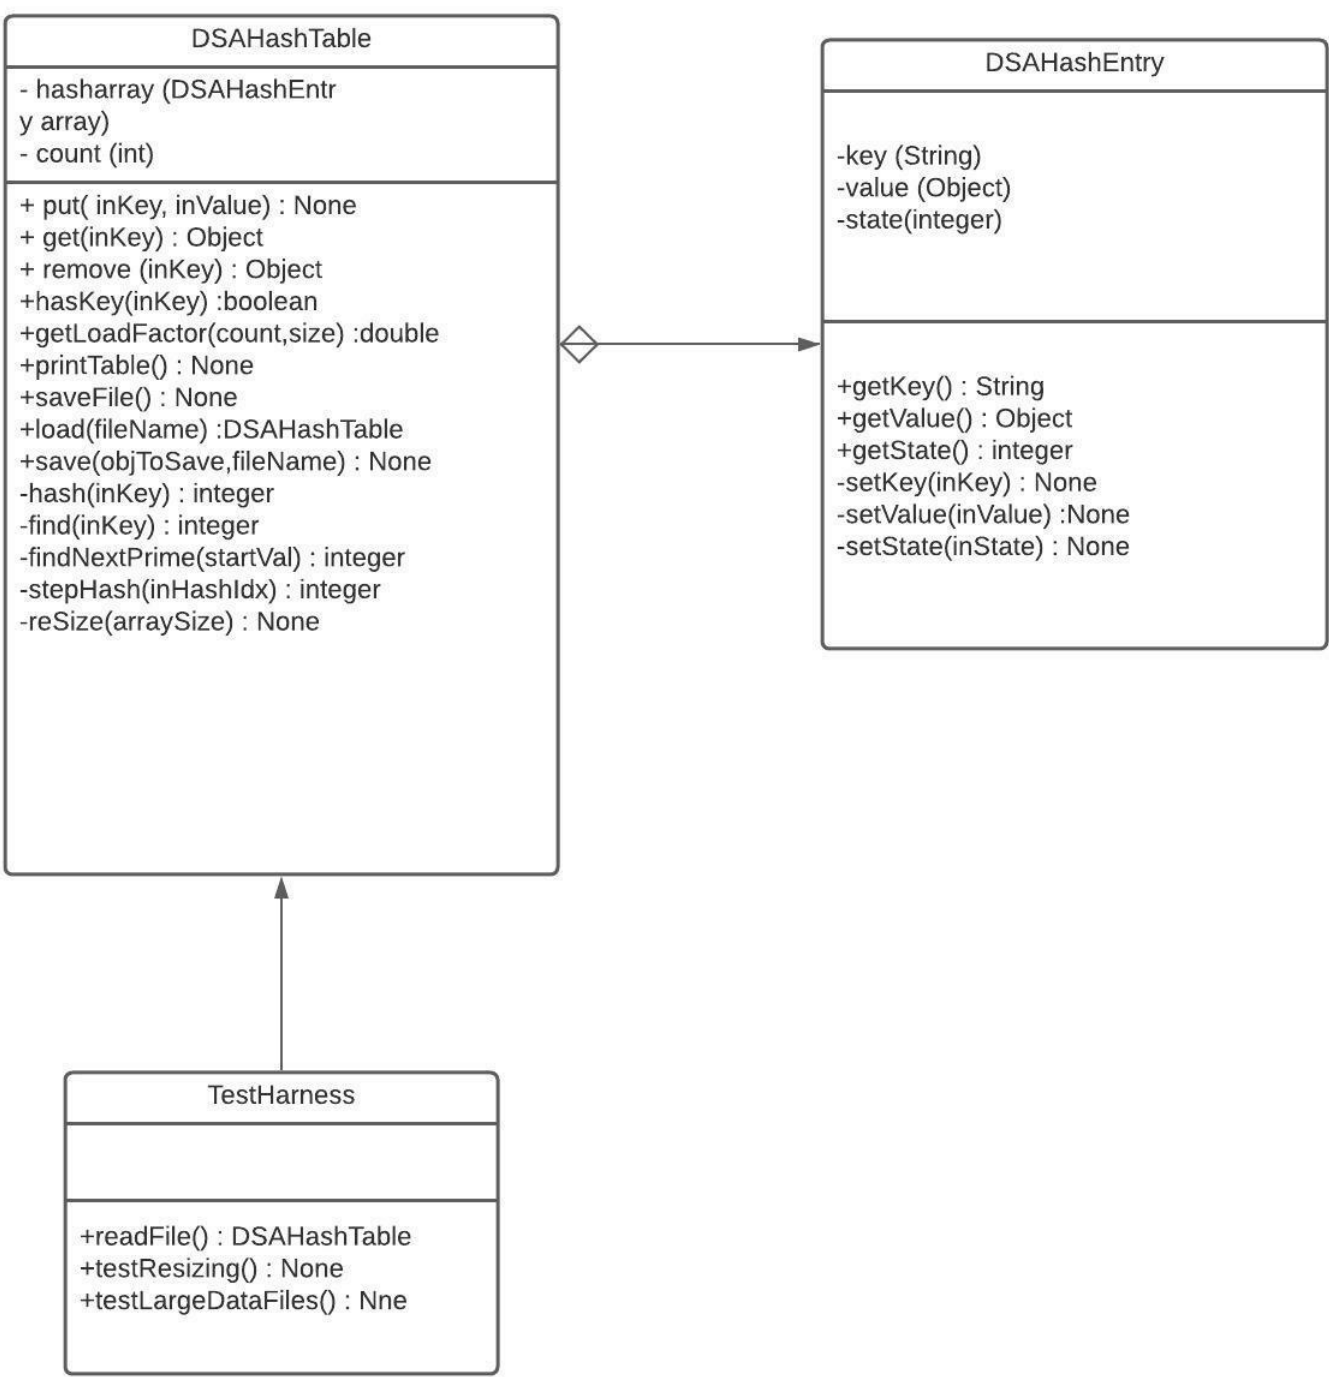 DSAHashTable
- hasharray (DSAHashEntr
y array)
- count (int)
+ put( inKey, inValue) : None
+ get(inKey) : Object
+ remove (inKey) : Object
+hasKey(inKey) :boolean
+getLoadFactor(count,size) :double
+printTable() : None
+saveFile() : None
+load(fileName) :DSAHashTable
+save(objToSave,fileName) : None
-hash(inKey) : integer
-find(inKey) : integer
-findNextPrime(startVal) : integer
-stepHash(inHashIdx) : integer
-reSize(arraySize) : None
DSAHashEntry
-key (String)
-value (Object)
-state(integer)
+getKey() : String
+getValue() : Object
+getState() : integer
-setKey(inKey) : None
-setValue(inValue) :None
-setState(inState) : None
TestHarness
+readFile() : DSAHashTable
+testResizing() : None
+testLargeDataFiles() : Nne